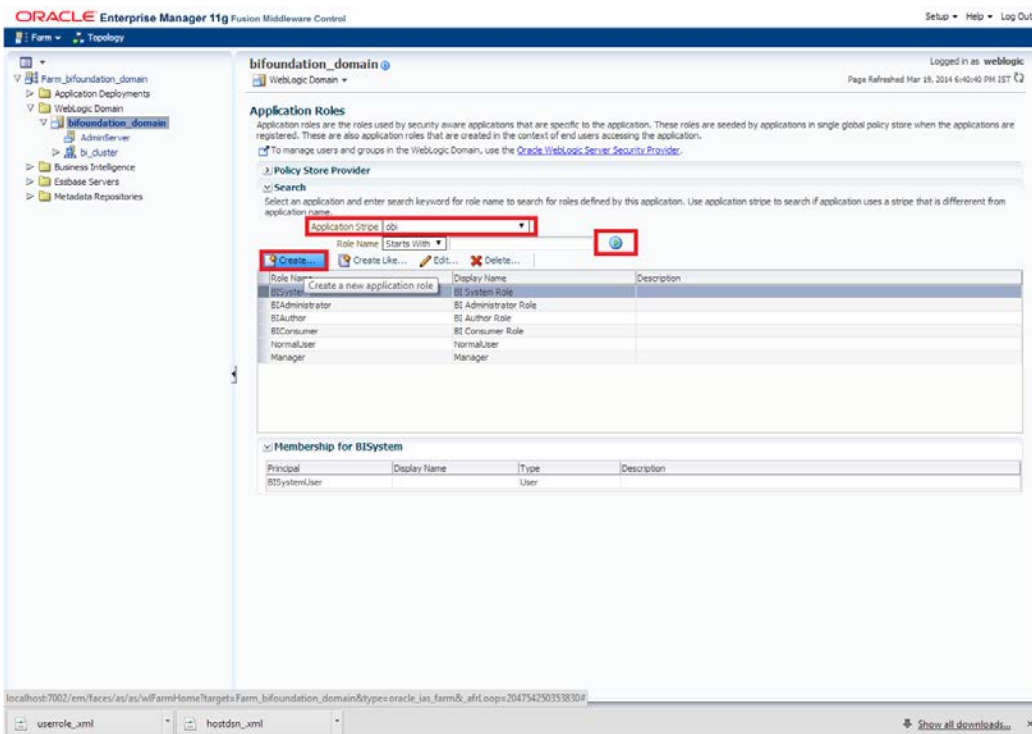 ORACLE Enterprise Manager 11g Fusion Middleware Control
Setup Help Log Out
Farm Topology
Farm_bifoundation_domain
Application Deployments
WebLogic Domain
bifoundation_domain
AdminServer
bi_cluster
Business Intelligence
Essbase Servers
Metadata Repositories
bifoundation_domain
WebLogic Domain
Logged in as weblogic
Page Refreshed Mar 19, 2014 6:40:40 PM IST
Application Roles
Application roles are the roles used by security aware applications that are specific to the application. These roles are seeded by applications in single global policy store when the applications are
registered. These are also application roles that are created in the context of end users accessing the application.
To manage users and groups in the WebLogic Domain, use the Oracle WebLogic Server Security Provider.
Policy Store Provider
Search
Select an application and enter search keyword for role name to search for roles defined by this application. Use application stripe to search if application uses a stripe that is differerent from
application name.
Application Stripe obi
Role Name Starts With
Create... Create Like... Edit... Delete...
Role Name Display Name Description
Create a new application role
BISystem BI System Role
BIAdministrator BI Administrator Role
BIAuthor BI Author Role
BIConsumer BI Consumer Role
NormalUser NormalUser
Manager Manager
Membership for BISystem
Principal Display Name Type Description
BISystemUser User
localhost:7002/em/faces/as/as/wlFarmHome?target=Farm_bifoundation_domain&type=oracle_ias_farm&_afrLoop=204754250353830#
userrole_.xml hostdsn_.xml Show all downloads...